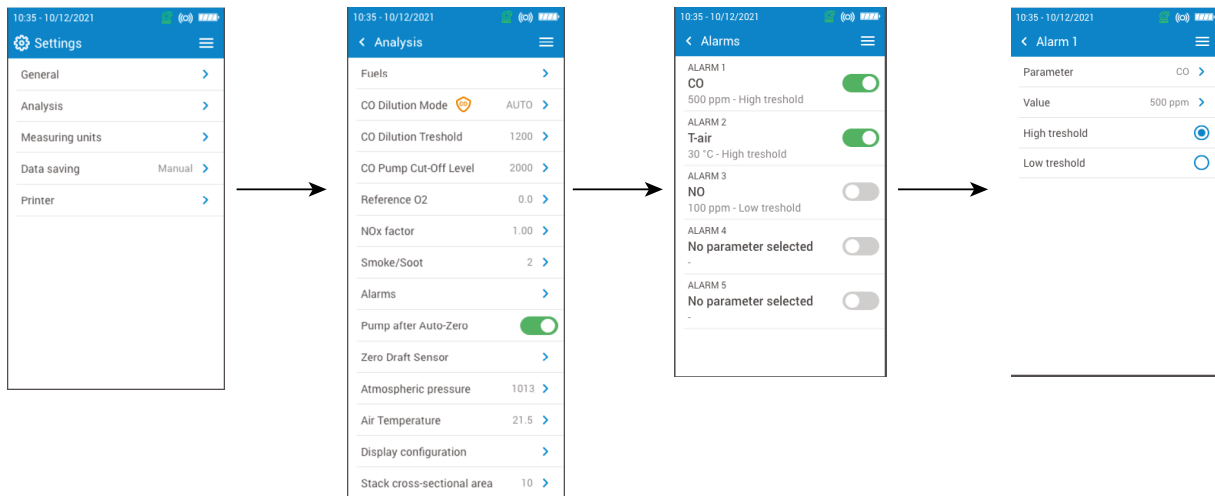 10:35 - 10/12/2021
Settings
General
Analysis
Measuring units
Data saving Manual
Printer
10:35 - 10/12/2021
Analysis
Fuels
CO Dilution Mode CO AUTO
CO Dilution Treshold 1200
CO Pump Cut-Off Level 2000
Reference O2 0.0
NOx factor 1.00
Smoke/Soot 2
Alarms
Pump after Auto-Zero
Zero Draft Sensor
Atmospheric pressure 1013
Air Temperature 21.5
Display configuration
Stack cross-sectional area 10
10:35 - 10/12/2021
Alarms
ALARM 1
CO
500 ppm - High treshold
ALARM 2
T-air
30 °C - High treshold
ALARM 3
NO
100 ppm - Low treshold
ALARM 4
No parameter selected
-
ALARM 5
No parameter selected
-
10:35 - 10/12/2021
Alarm 1
Parameter CO
Value 500 ppm
High treshold
Low treshold